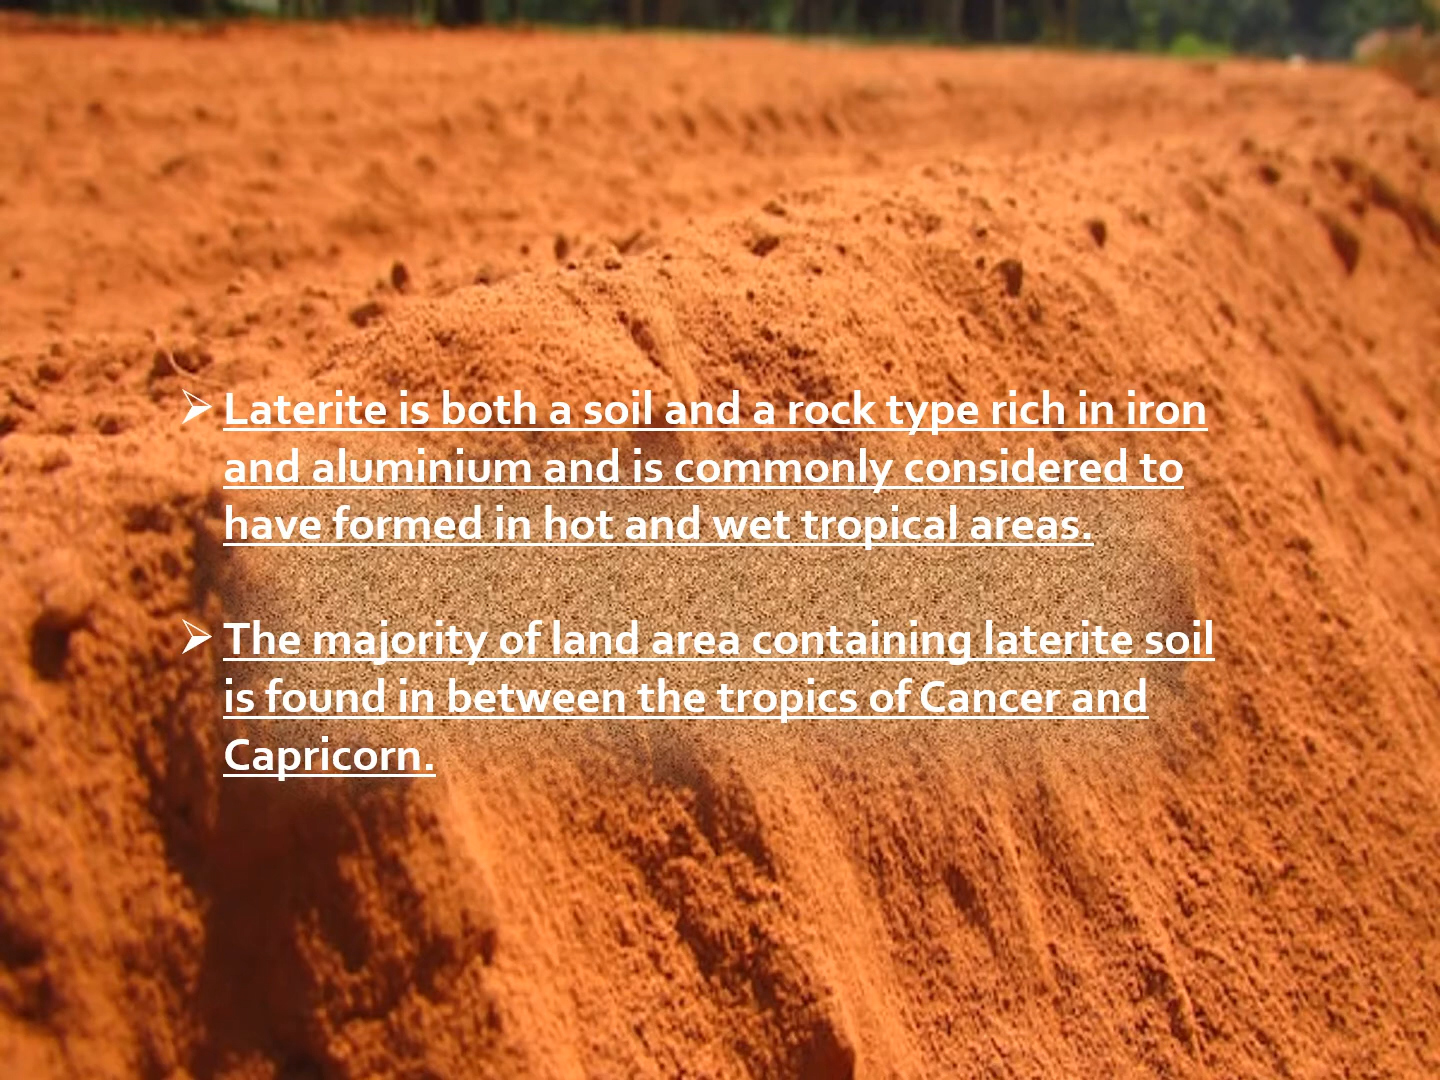 ➢ Laterite is both a soil and a rock type rich in iron
and aluminium and is commonly considered to
have formed in hot and wet tropical areas.
➢ The majority of land area containing laterite soil
is found in between the tropics of Cancer and
Capricorn.